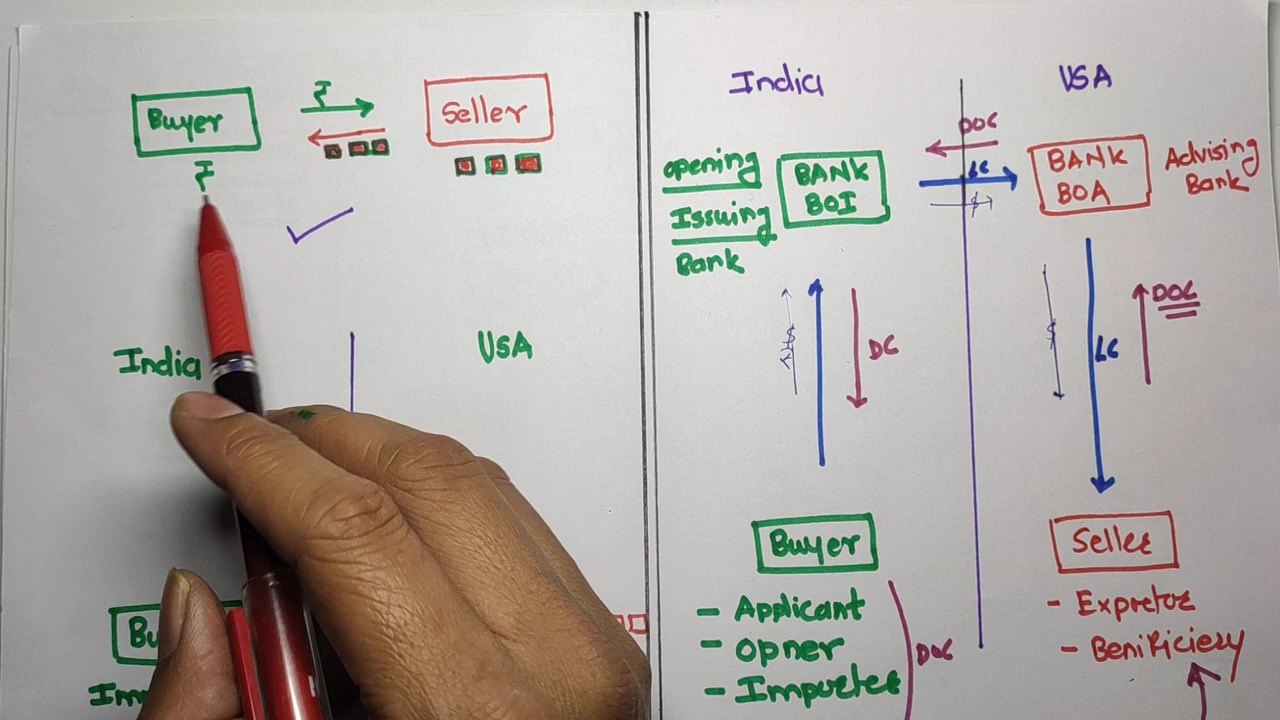 Buyer
₹
Seller
₹
India
USA
Bu
Im
India
USA
DOC
LC
$
opening
Issuing
Bank
BANK
BOI
BANK
BOA
Advising
Bank
DC
$
LC
DOC
Buyer
- Applicant
- Opner
- Importer
DOC
Seller
- Expretor
- Benificiery